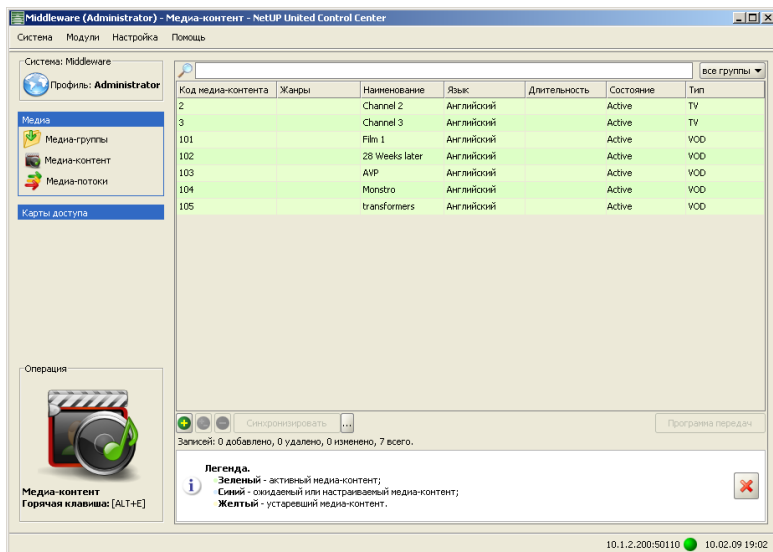 Middleware (Administrator) - Медиа-контент - NetUP United Control Center
Система Модули Настройка Помощь
Система: Middleware
Профиль: Administrator
Медиа
Медиа-группы
Медиа-контент
Медиа-потоки
Карты доступа
все группы
Код медиа-контента Жанры Наименование Язык Длительность Состояние Тип
2 Channel 2 Английский Active TV
3 Channel 3 Английский Active TV
101 Film 1 Английский Active VOD
102 28 Weeks later Английский Active VOD
103 AVP Английский Active VOD
104 Monstro Английский Active VOD
105 transformers Английский Active VOD
Операция
Медиа-контент
Горячая клавиша: [ALT+E]
Синхронизировать ... Программа передач
Записей: 0 добавлено, 0 удалено, 0 изменено, 7 всего.
Легенда.
Зеленый - активный медиа-контент;
Синий - ожидаемый или настраиваемый медиа-контент;
Желтый - устаревший медиа-контент.
10.1.2.200:50110 10.02.09 19:02